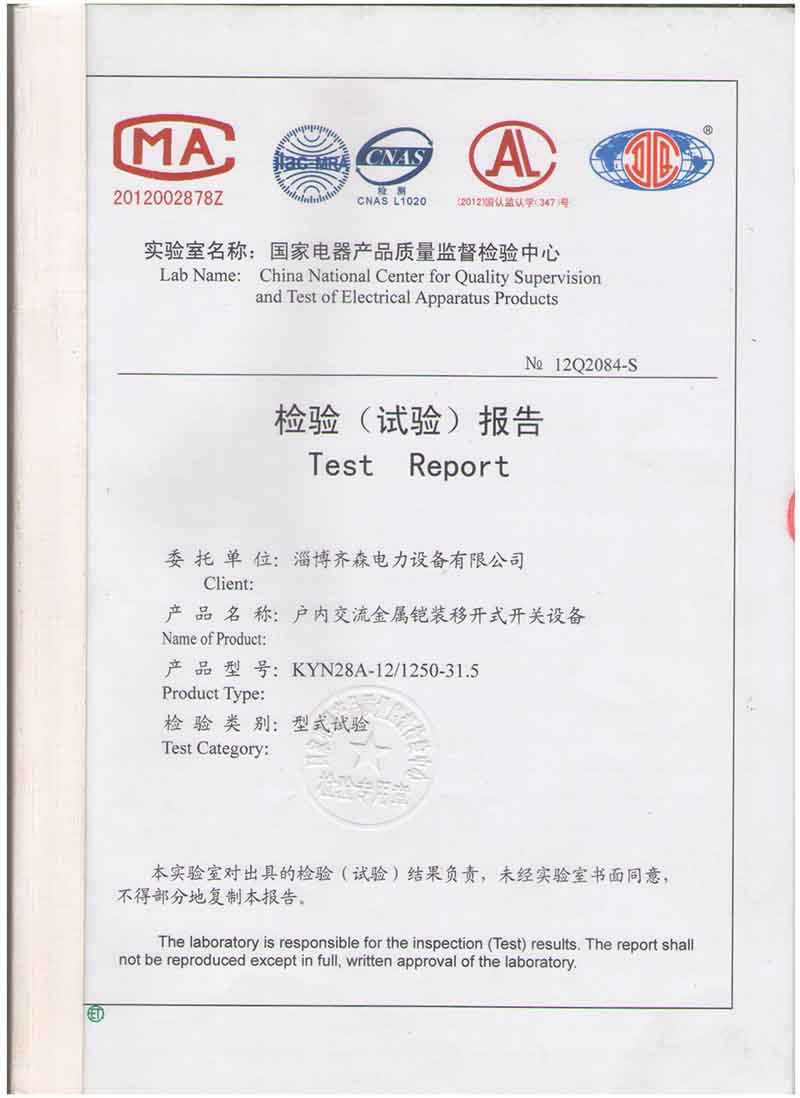 MA
2012002878Z
ilac-MRA
CNAS
检测
CNAS L1020
AL
(2012)国认监认字(347)号
®
实验室名称：国家电器产品质量监督检验中心
Lab Name: China National Center for Quality Supervision
and Test of Electrical Apparatus Products
№ 12Q2084-S
检验（试验）报告
Test Report
委托单位：淄博齐森电力设备有限公司
Client:
产品名称：户内交流金属铠装移开式开关设备
Name of Product:
产品型号：KYN28A-12/1250-31.5
Product Type:
检验类别：型式试验
Test Category:
检验专用章
本实验室对出具的检验（试验）结果负责，未经实验室书面同意，
不得部分地复制本报告。
The laboratory is responsible for the inspection (Test) results. The report shall
not be reproduced except in full, written approval of the laboratory.